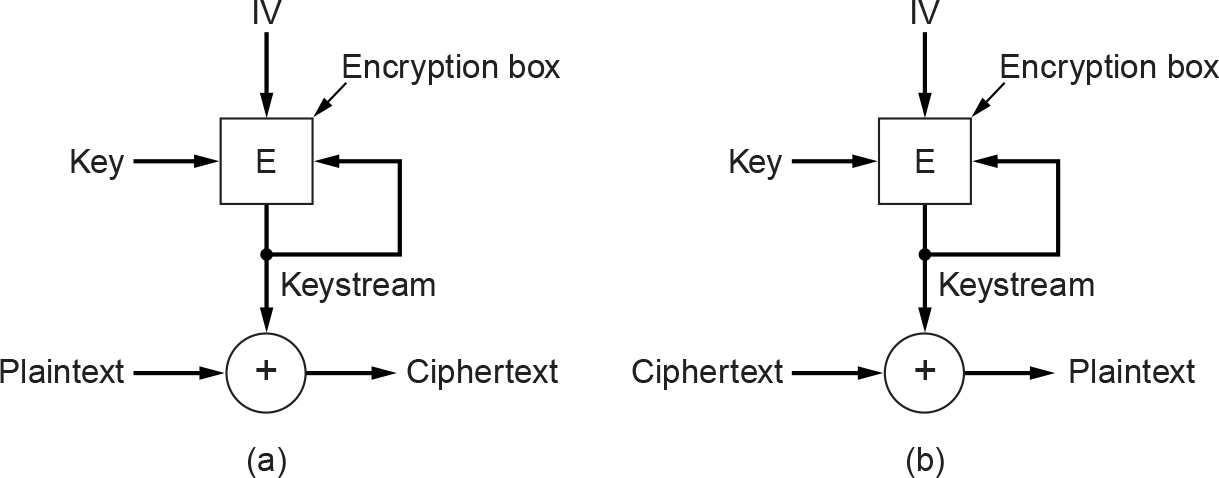 IV
Encryption box
Key
E
Keystream
Plaintext
+
Ciphertext
(a)
IV
Encryption box
Key
E
Keystream
Ciphertext
+
Plaintext
(b)